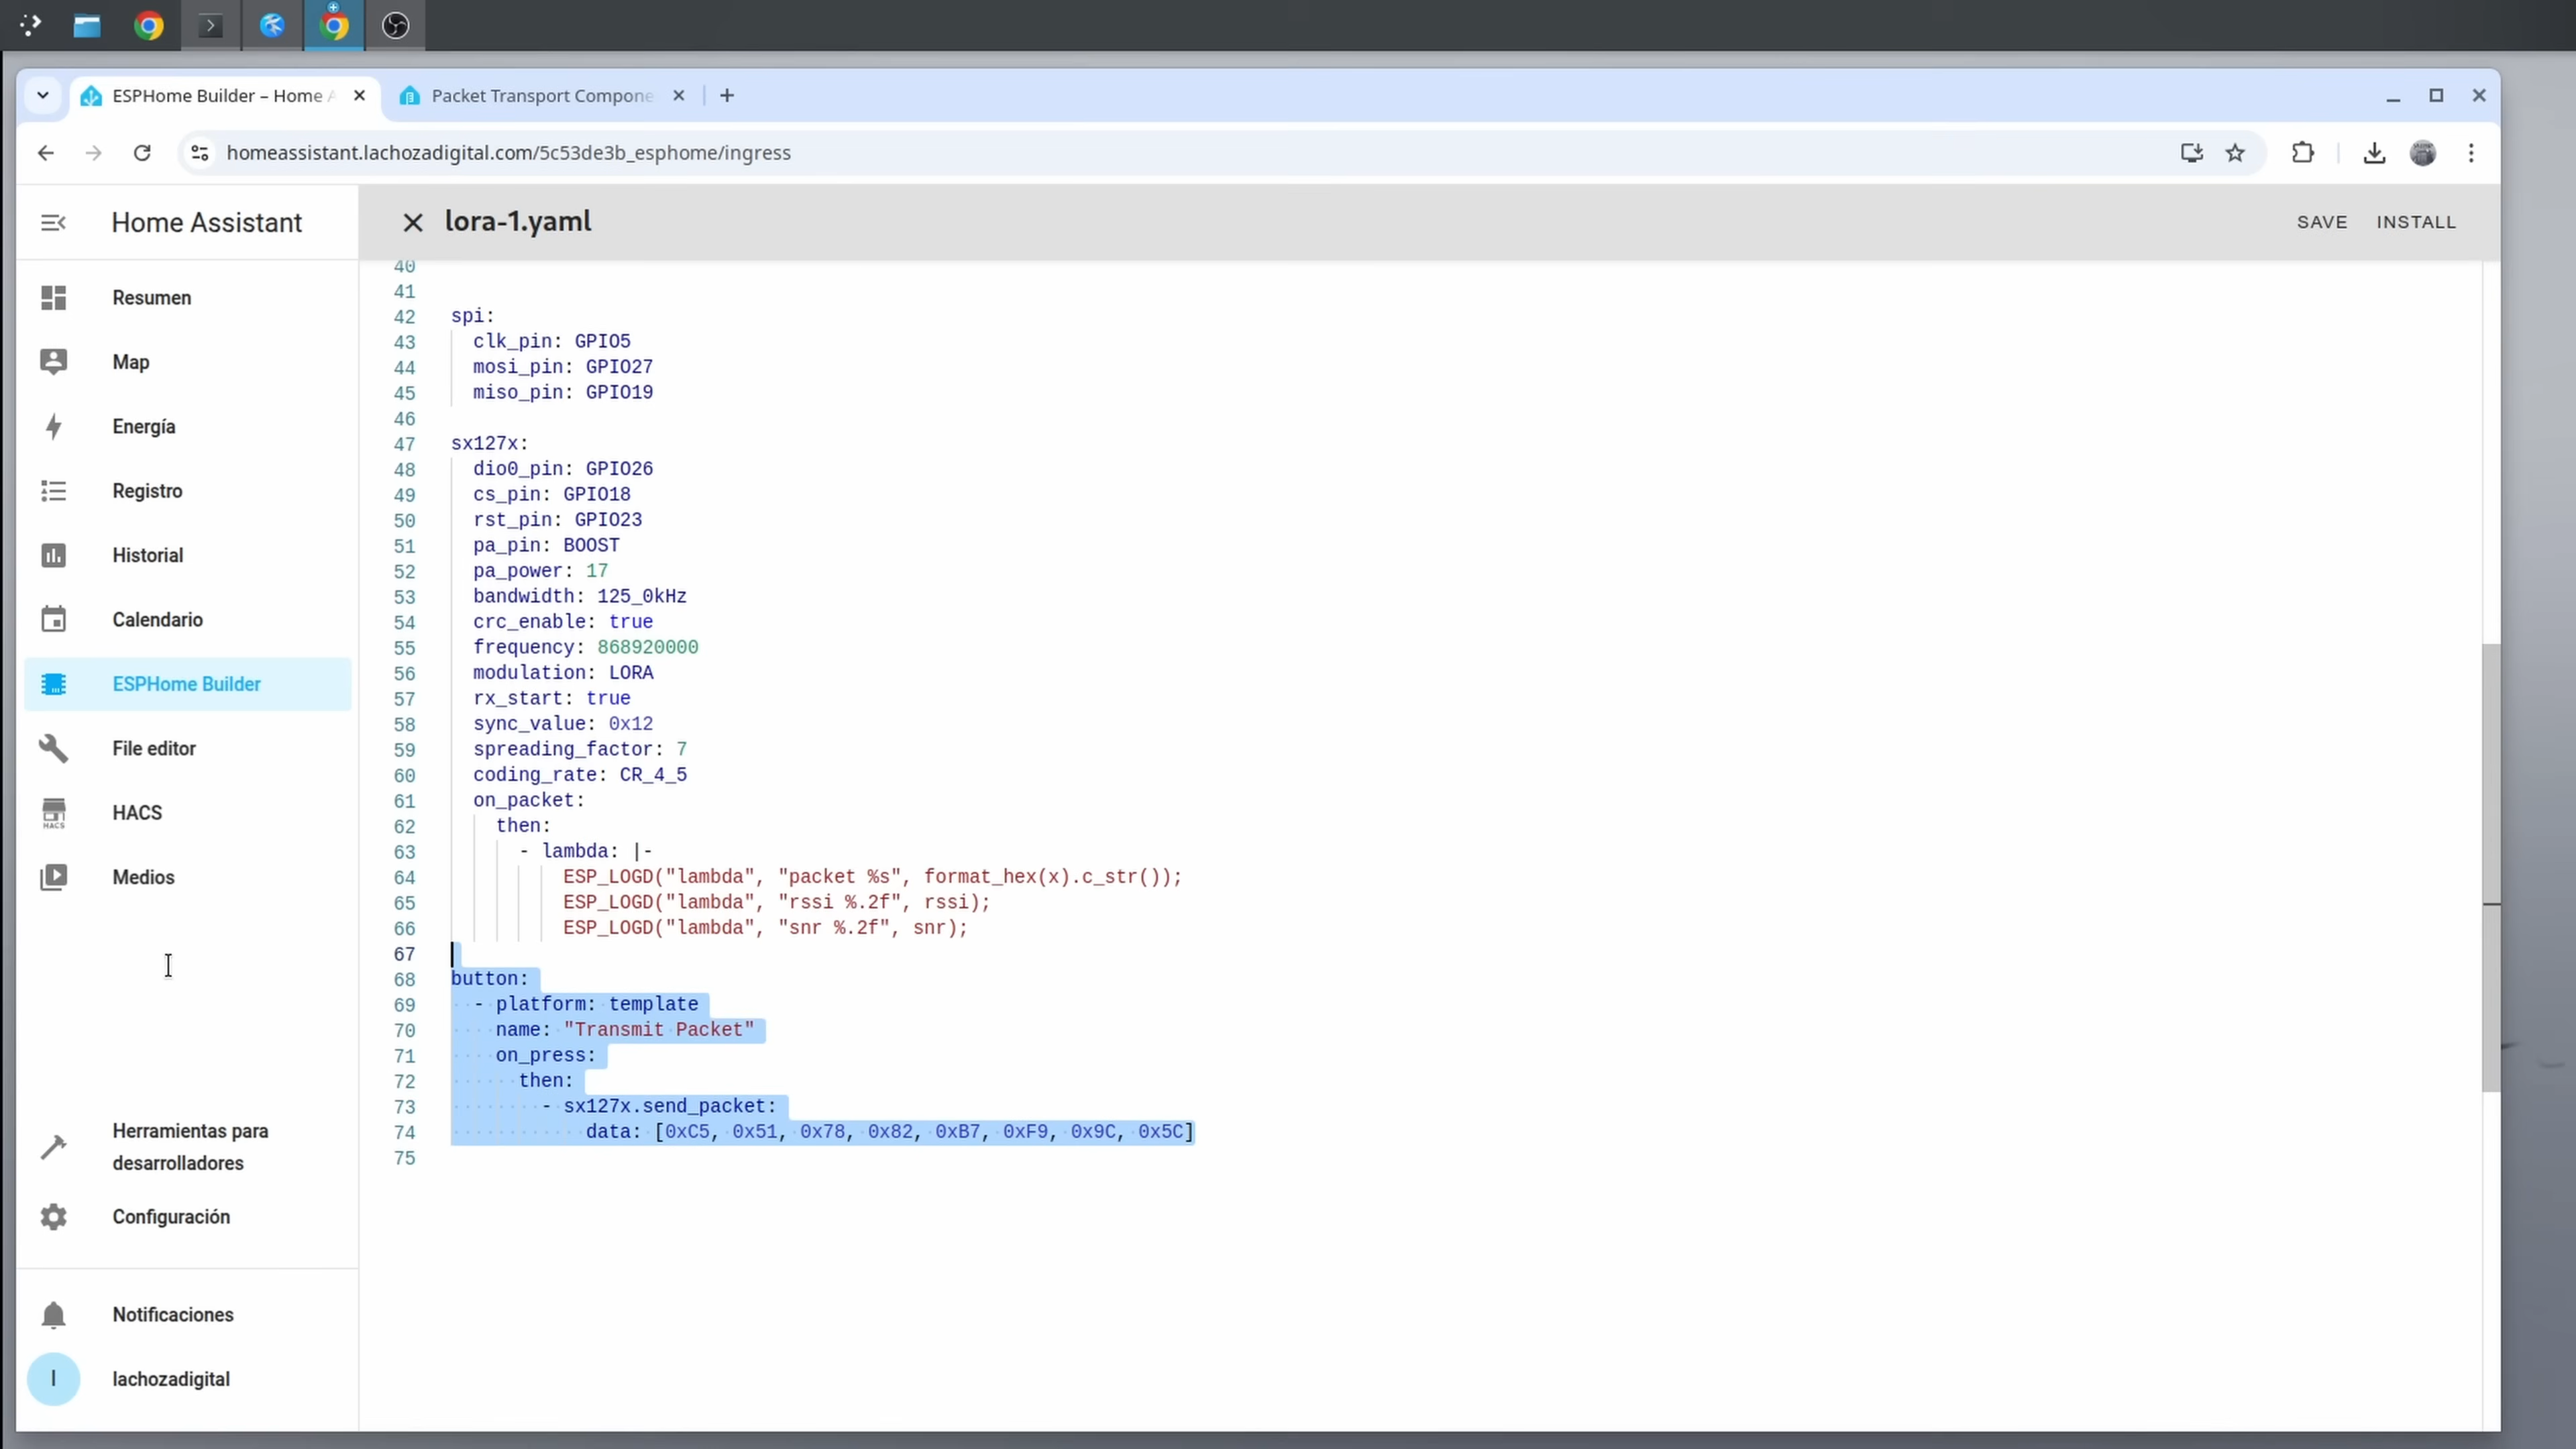 ESPHome Builder – Home A
Packet Transport Compone
homeassistant.lachozadigital.com/5c53de3b_esphome/ingress
Home Assistant
lora-1.yaml
SAVE
INSTALL
Resumen
Map
Energía
Registro
Historial
Calendario
ESPHome Builder
File editor
HACS
HACS
Medios
Herramientas para
desarrolladores
Configuración
Notificaciones
l
lachozadigital
40
41
42 spi:
43   clk_pin: GPIO5
44   mosi_pin: GPIO27
45   miso_pin: GPIO19
46
47 sx127x:
48   dio0_pin: GPIO26
49   cs_pin: GPIO18
50   rst_pin: GPIO23
51   pa_pin: BOOST
52   pa_power: 17
53   bandwidth: 125_0kHz
54   crc_enable: true
55   frequency: 868920000
56   modulation: LORA
57   rx_start: true
58   sync_value: 0x12
59   spreading_factor: 7
60   coding_rate: CR_4_5
61   on_packet:
62     then:
63       - lambda: |-
64           ESP_LOGD("lambda", "packet %s", format_hex(x).c_str());
65           ESP_LOGD("lambda", "rssi %.2f", rssi);
66           ESP_LOGD("lambda", "snr %.2f", snr);
67
68 button:
69   - platform: template
70     name: "Transmit Packet"
71     on_press:
72       then:
73         - sx127x.send_packet:
74             data: [0xC5, 0x51, 0x78, 0x82, 0xB7, 0xF9, 0x9C, 0x5C]
75